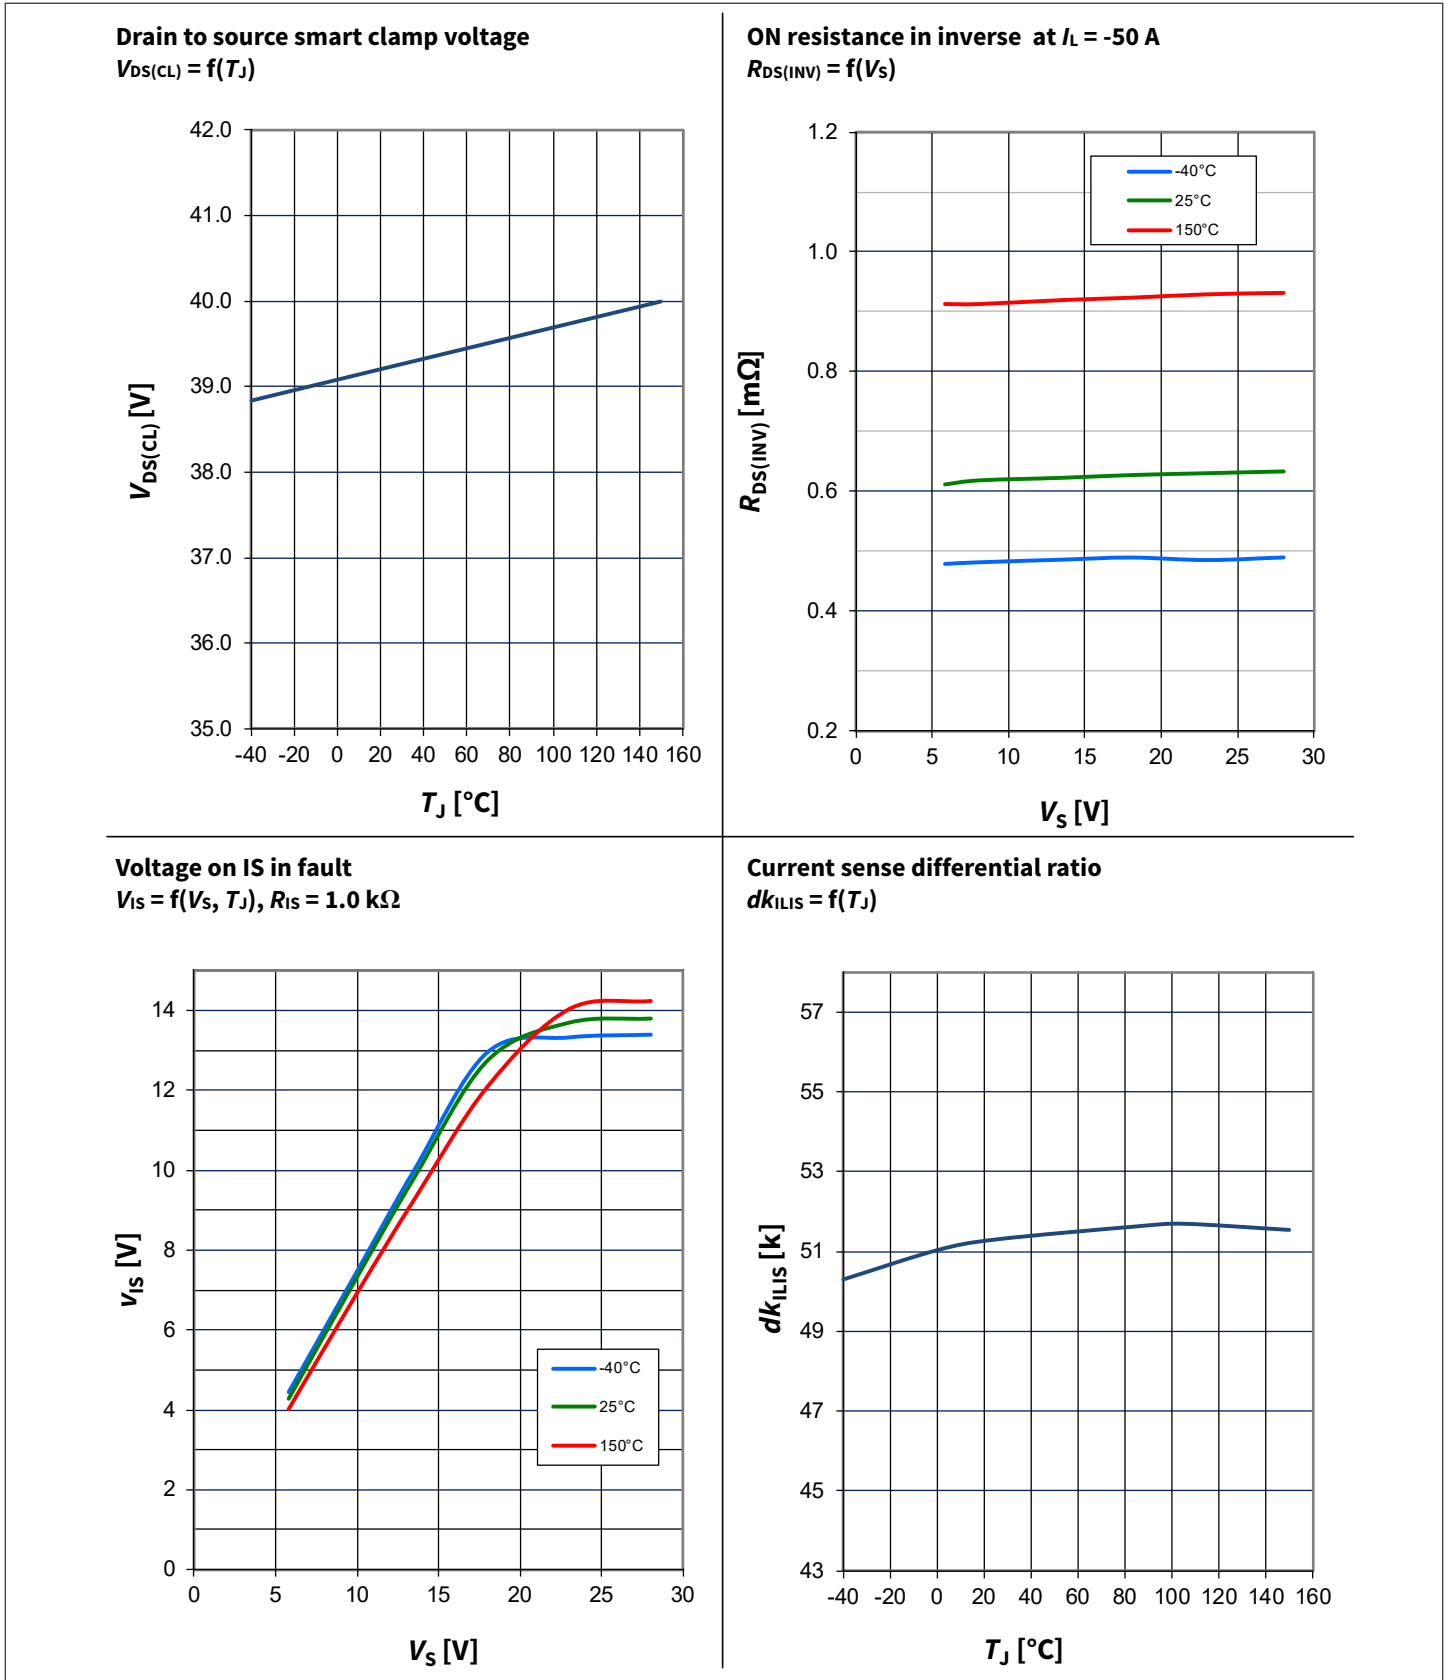 Drain to source smart clamp voltage
VDS(CL) = f(TJ)
42.0
41.0
40.0
39.0
38.0
37.0
36.0
35.0
-40 -20 0 20 40 60 80 100 120 140 160
VDS(CL) [V]
TJ [°C]
ON resistance in inverse at IL = -50 A
RDS(INV) = f(VS)
1.2
1.0
0.8
0.6
0.4
0.2
0 5 10 15 20 25 30
-40°C
25°C
150°C
RDS(INV) [mΩ]
VS [V]
Voltage on IS in fault
VIS = f(VS, TJ), RIS = 1.0 kΩ
14
12
10
8
6
4
2
0
0 5 10 15 20 25 30
-40°C
25°C
150°C
vIS [V]
VS [V]
Current sense differential ratio
dkILIS = f(TJ)
57
55
53
51
49
47
45
43
-40 -20 0 20 40 60 80 100 120 140 160
dkILIS [k]
TJ [°C]